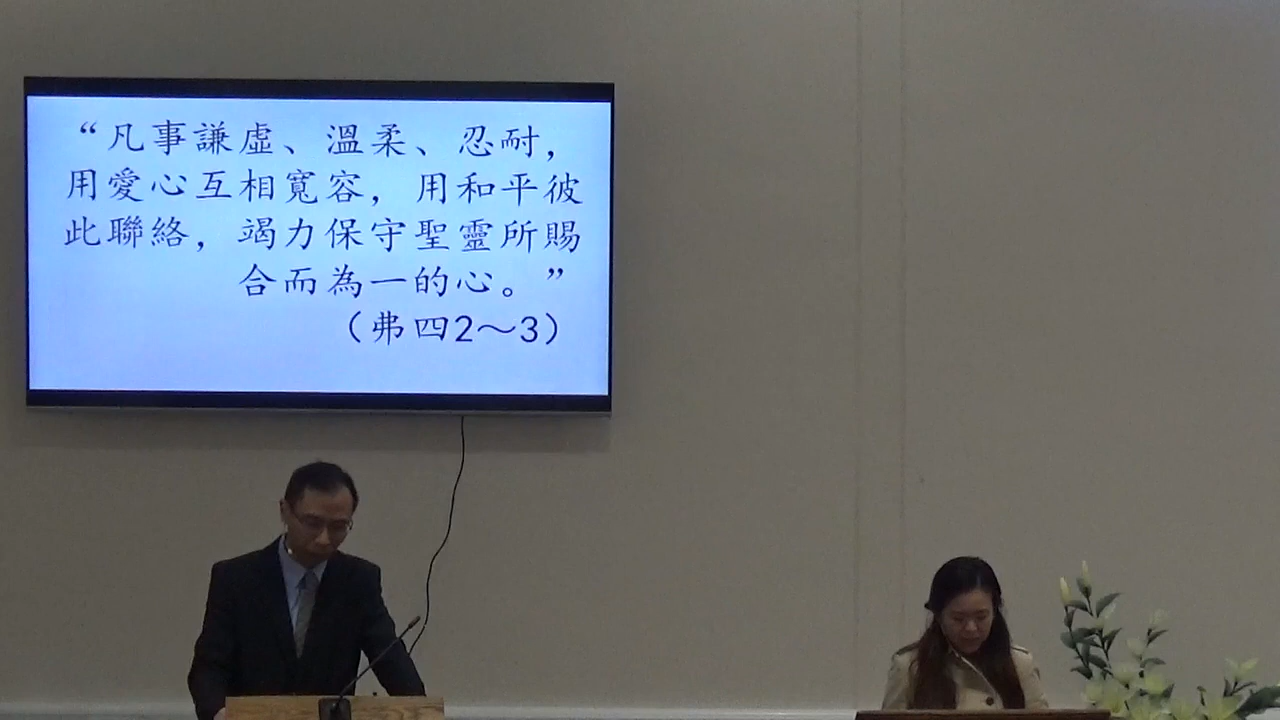 “凡事謙虛、溫柔、忍耐，
用愛心互相寬容，用和平彼
此聯絡，竭力保守聖靈所賜
合而為一的心。”
（弗四2～3）